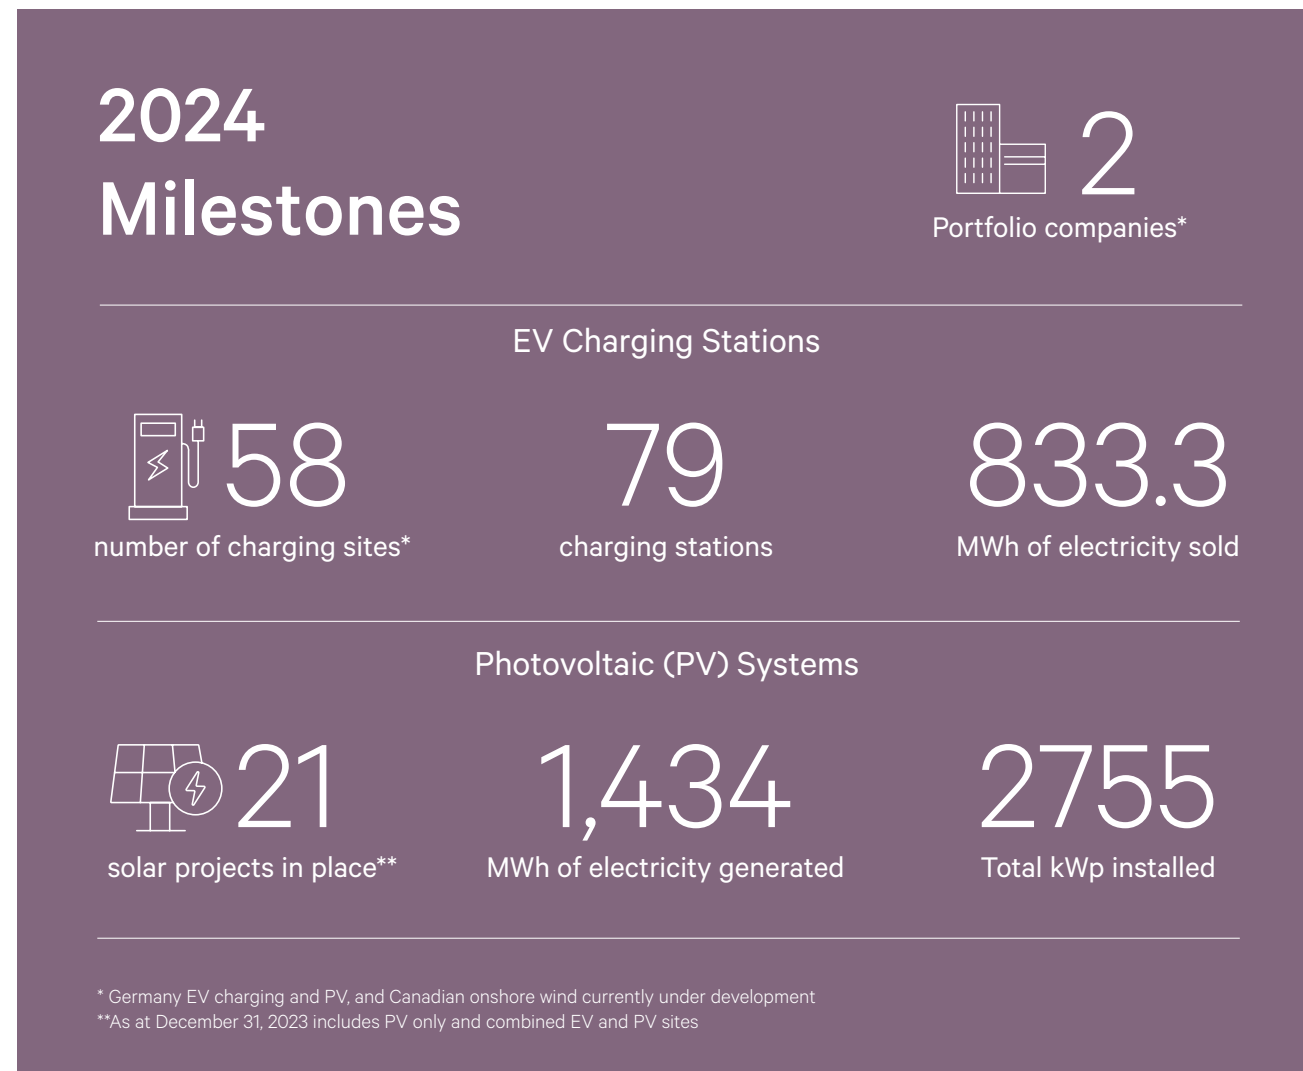 2024
Milestones
2
Portfolio companies*
EV Charging Stations
58
number of charging sites*
79
charging stations
833.3
MWh of electricity sold
Photovoltaic (PV) Systems
21
solar projects in place**
1,434
MWh of electricity generated
2755
Total kWp installed
* Germany EV charging and PV, and Canadian onshore wind currently under development
**As at December 31, 2023 includes PV only and combined EV and PV sites